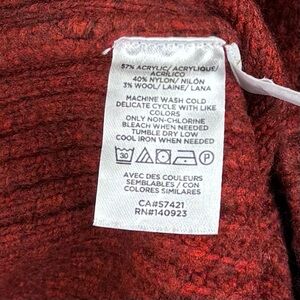 57% ACRYLIC/ ACRYLIQUE/
ACRÍLICO
40% NYLON/ NILÓN
3% WOOL/ LAINE/ LANA
MACHINE WASH COLD
DELICATE CYCLE WITH LIKE
COLORS
ONLY NON-CHLORINE
BLEACH WHEN NEEDED
TUMBLE DRY LOW
COOL IRON WHEN NEEDED
30 P
AVEC DES COULEURS
SEMBLABLES / CON
COLORES SIMILARES
CA#57421
RN#140923